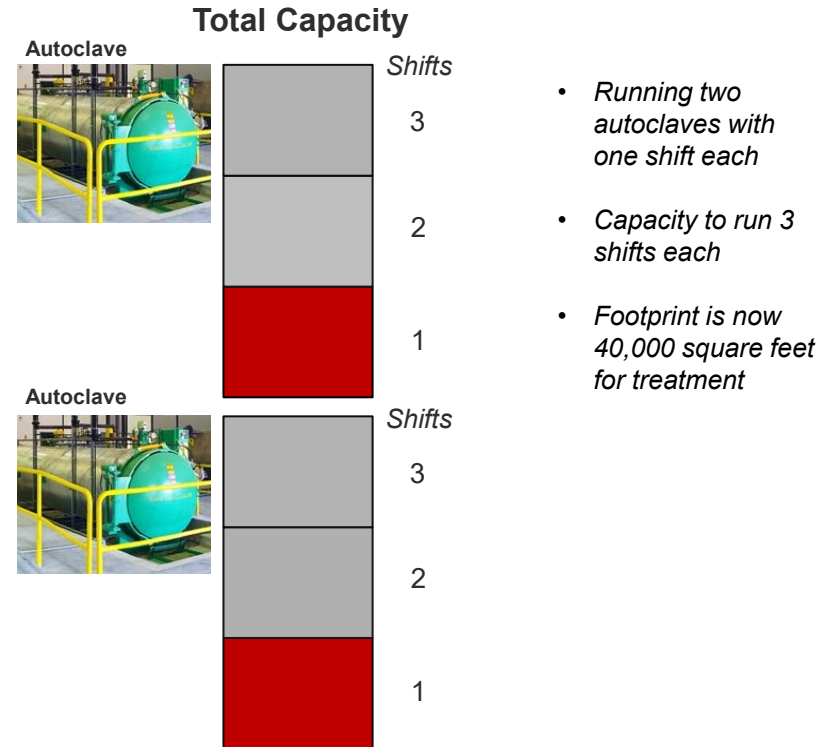 Total Capacity
Autoclave
Shifts
3
2
1
• Running two
autoclaves with
one shift each
• Capacity to run 3
shifts each
• Footprint is now
40,000 square feet
for treatment
Autoclave
Shifts
3
2
1